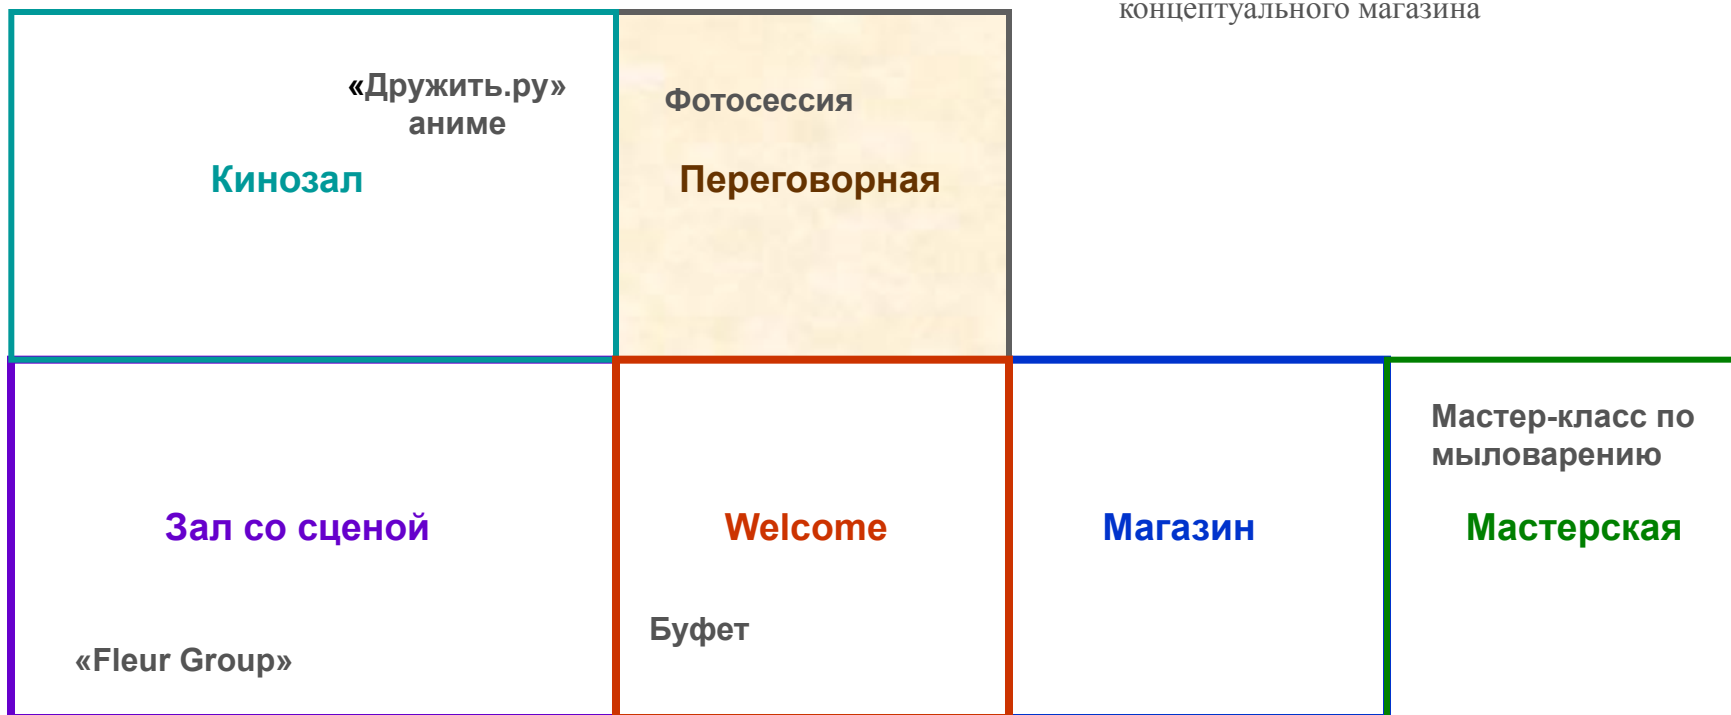 концептуального магазина
«Дружить.ру»
аниме
Кинозал
Фотосессия
Переговорная
Зал со сценой
«Fleur Group»
Welcome
Буфет
Магазин
Мастер-класс по
мыловарению
Мастерская